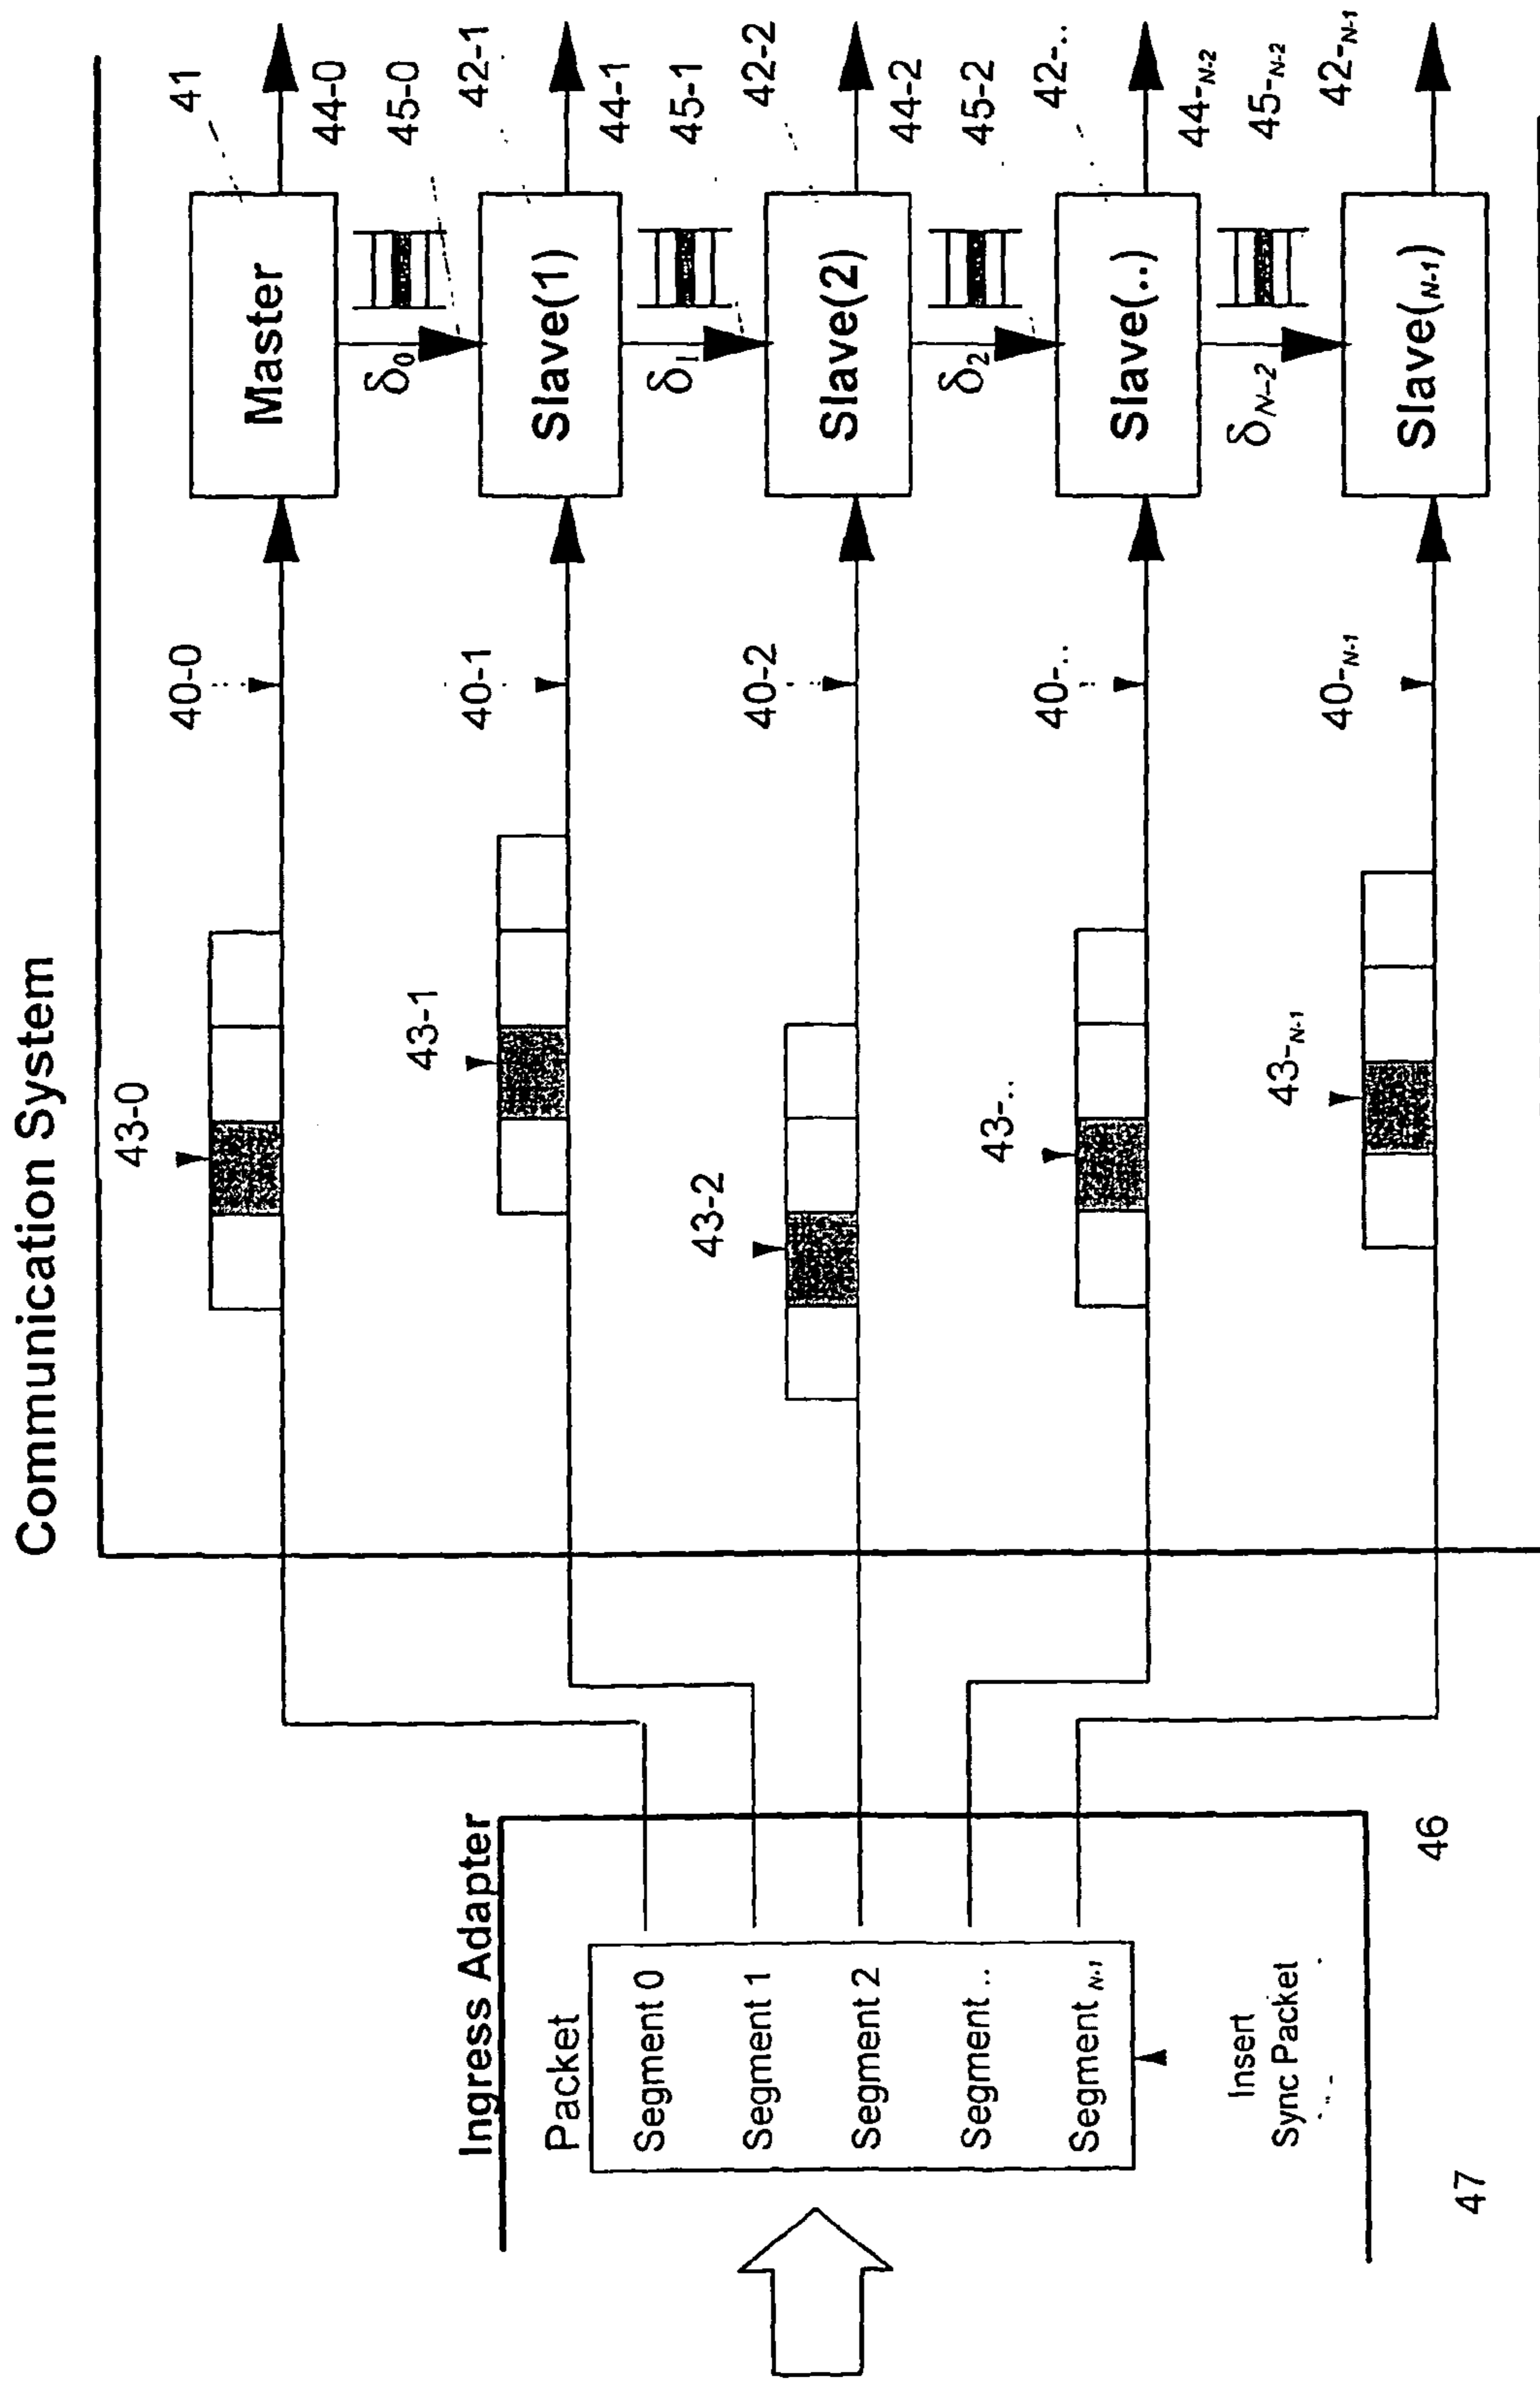 Communication System
41
44-0
45-0
42-1
44-1
45-1
42-2
44-2
45-2
42-..
44-N-2
45-N-2
42-N-1
Master
δ0
Slave(1)
δ1
Slave(2)
δ2
Slave(..)
δN-2
Slave(N-1)
40-0
40-1
40-2
40-..
40-N-1
43-0
43-1
43-2
43-..
43-N-1
Ingress Adapter
Packet
Segment 0
Segment 1
Segment 2
Segment ..
Segment N-1
Insert
Sync Packet
46
47